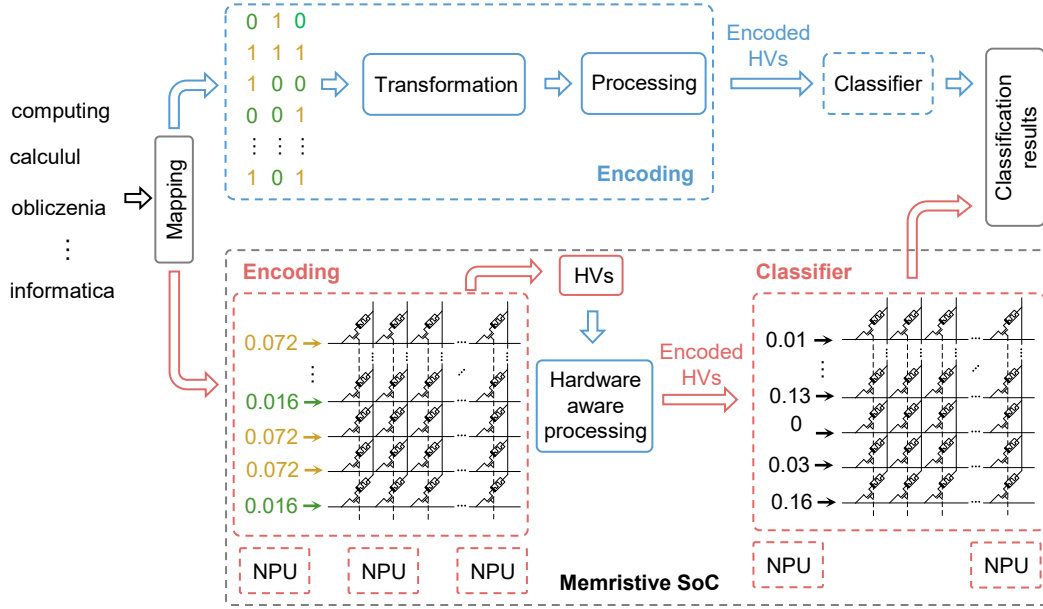 computing
calculul
obliczenia
⋮
informatica
Mapping
0 1 0
1 1 1
1 0 0
0 0 1
⋮ ⋮ ⋮
1 0 1
Transformation
Processing
Encoding
Encoded
HVs
Classifier
Classification
results
Encoding
0.072
⋮
0.016
0.072
0.072
0.016
HVs
Hardware
aware
processing
Encoded
HVs
Classifier
0.01
⋮
0.13
0
0.03
0.16
NPU
NPU
NPU
Memristive SoC
NPU
NPU